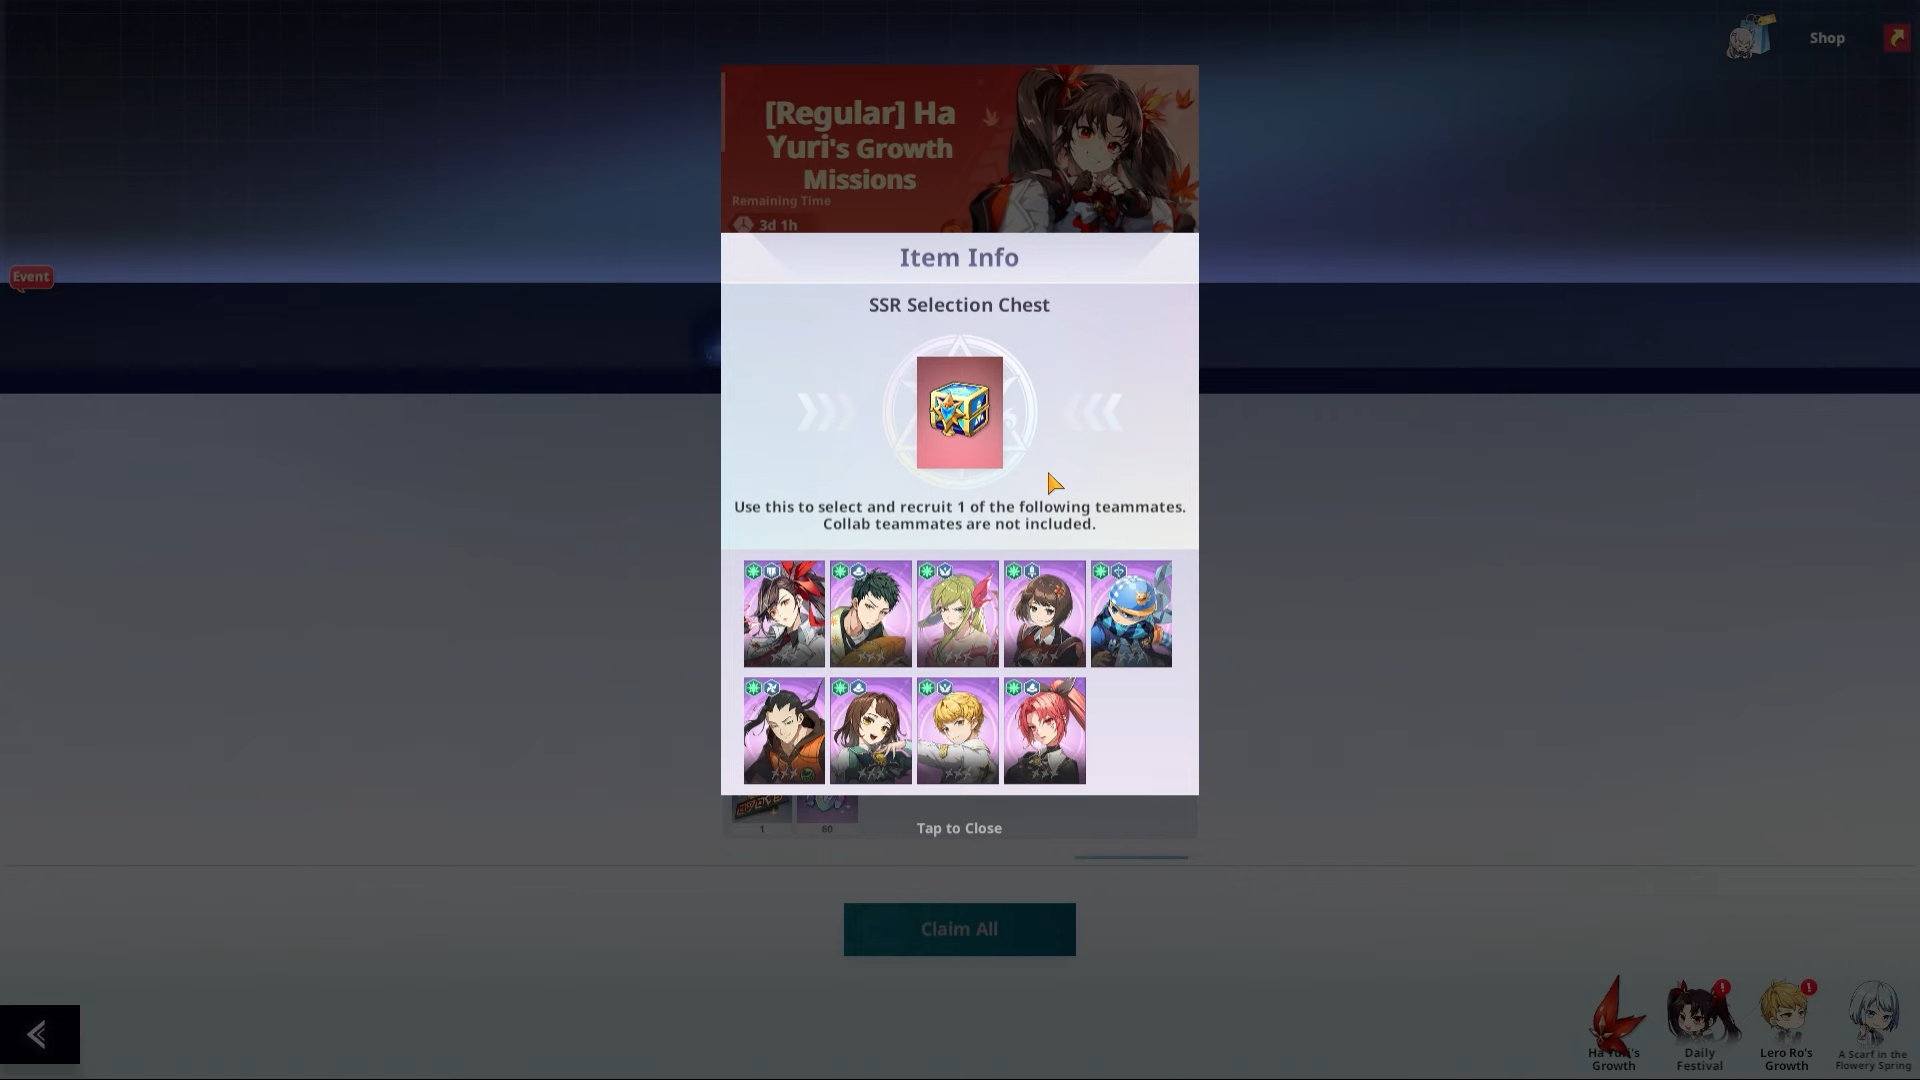 Shop
[Regular] Ha
Yuri's Growth
Missions
Remaining Time
3d 1h
Event
Item Info
SSR Selection Chest
Use this to select and recruit 1 of the following teammates.
Collab teammates are not included.
1 60
Tap to Close
Claim All
Ha Yuri's
Growth
Daily
Festival
Lero Ro's
Growth
A Scarf in the
Flowery Spring